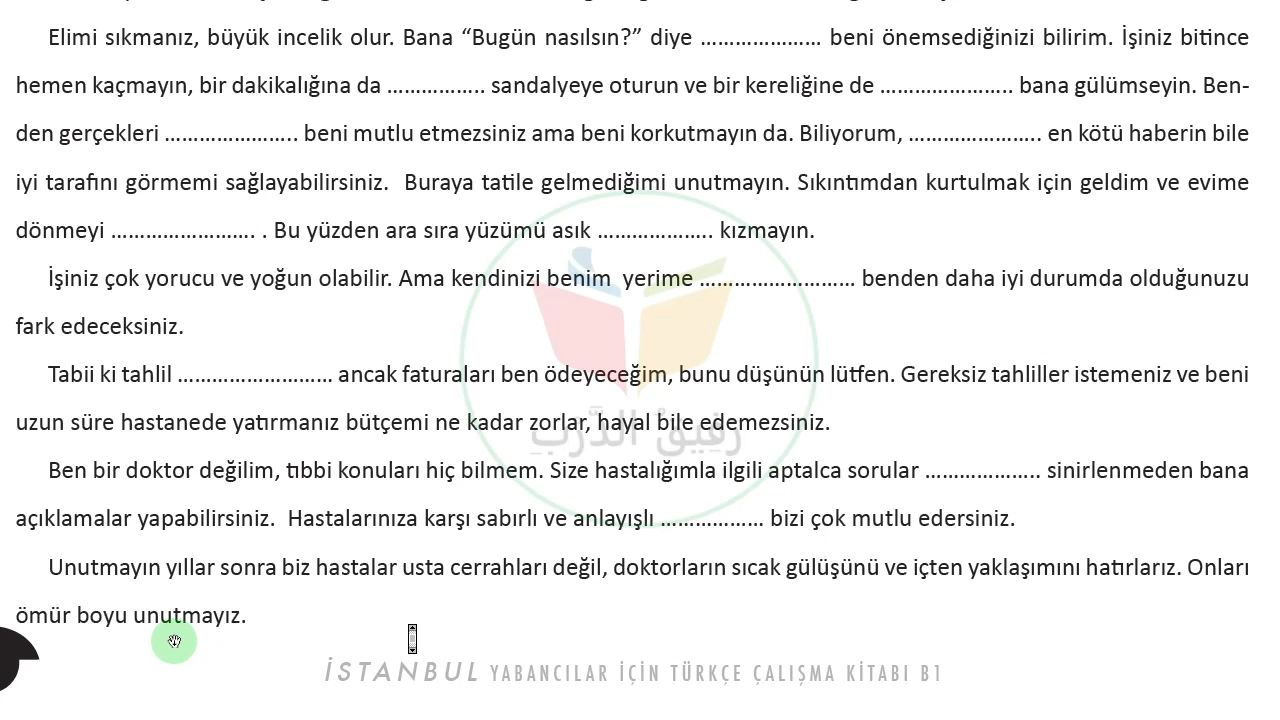 Elimi sıkmanız, büyük incelik olur. Bana “Bugün nasılsın?” diye ………………… beni önemsediğinizi bilirim. İşiniz bitince
hemen kaçmayın, bir dakikalığına da …………….. sandalyeye oturun ve bir kereliğine de ………………….. bana gülümseyin. Ben-
den gerçekleri ………………….. beni mutlu etmezsiniz ama beni korkutmayın da. Biliyorum, ………………….. en kötü haberin bile
iyi tarafını görmemi sağlayabilirsiniz. Buraya tatile gelmediğimi unutmayın. Sıkıntımdan kurtulmak için geldim ve evime
dönmeyi ……………………. . Bu yüzden ara sıra yüzümü asık ……………….. kızmayın.
İşiniz çok yorucu ve yoğun olabilir. Ama kendinizi benim yerime ……………………… benden daha iyi durumda olduğunuzu
fark edeceksiniz.
Tabii ki tahlil ……………………… ancak faturaları ben ödeyeceğim, bunu düşünün lütfen. Gereksiz tahliller istemeniz ve beni
uzun süre hastanede yatırmanız bütçemi ne kadar zorlar, hayal bile edemezsiniz.
رفيق الدَّرب
Ben bir doktor değilim, tıbbi konuları hiç bilmem. Size hastalığımla ilgili aptalca sorular ……………….. sinirlenmeden bana
açıklamalar yapabilirsiniz. Hastalarınıza karşı sabırlı ve anlayışlı ……………… bizi çok mutlu edersiniz.
Unutmayın yıllar sonra biz hastalar usta cerrahları değil, doktorların sıcak gülüşünü ve içten yaklaşımını hatırlarız. Onları
ömür boyu unutmayız.
İSTANBUL YABANCILAR İÇİN TÜRKÇE ÇALIŞMA KİTABI B1